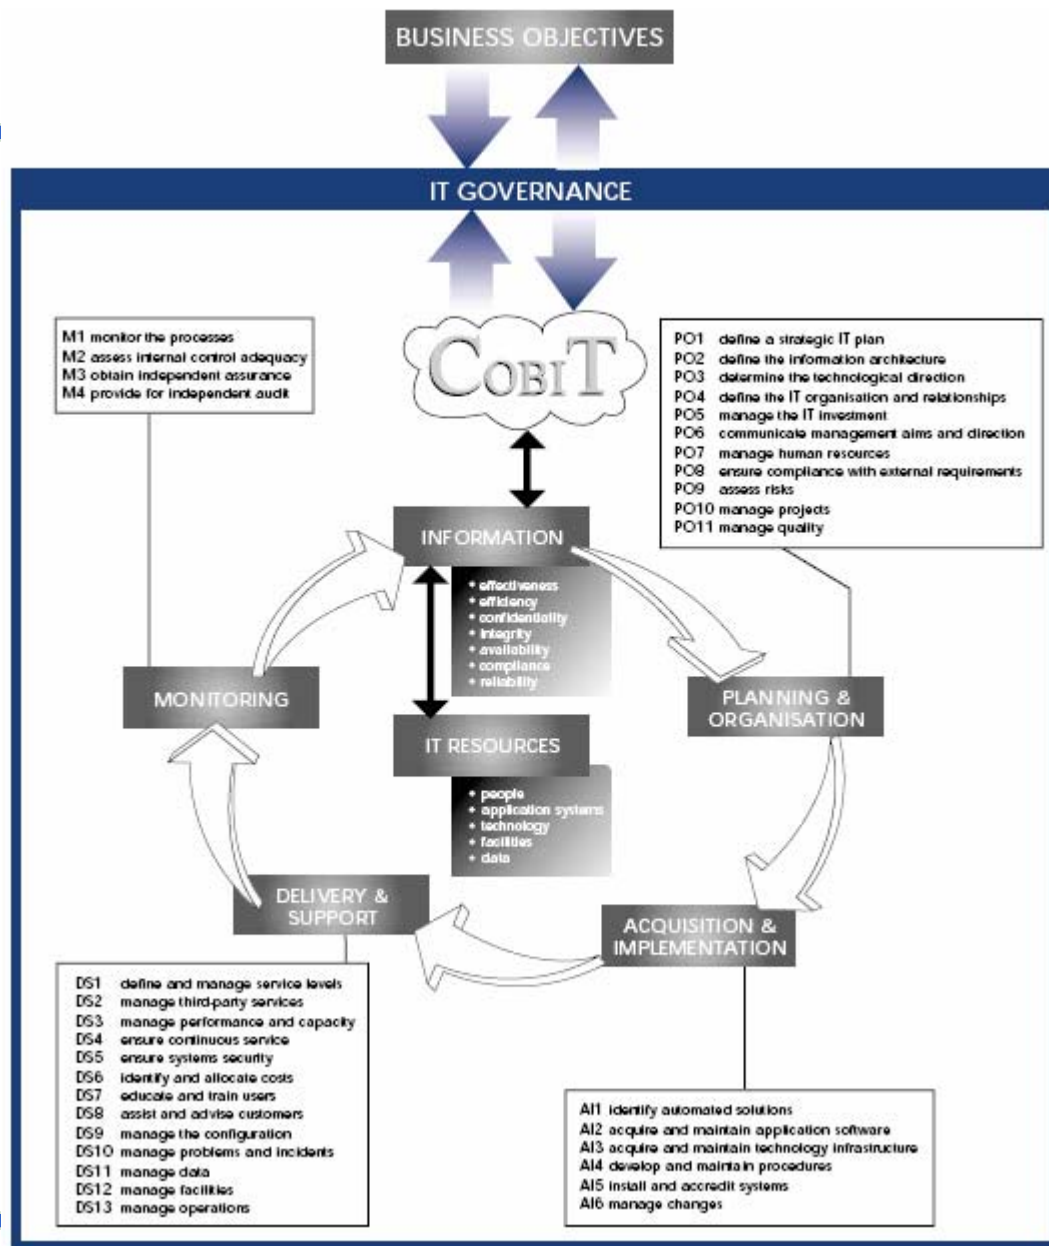 BUSINESS OBJECTIVES
IT GOVERNANCE
COBIT
M1 monitor the processes
M2 assess internal control adequacy
M3 obtain independent assurance
M4 provide for independent audit
PO1 define a strategic IT plan
PO2 define the information architecture
PO3 determine the technological direction
PO4 define the IT organisation and relationships
PO5 manage the IT investment
PO6 communicate management aims and direction
PO7 manage human resources
PO8 ensure compliance with external requirements
PO9 assess risks
PO10 manage projects
PO11 manage quality
INFORMATION
• effectiveness
• efficiency
• confidentiality
• integrity
• availability
• compliance
• reliability
MONITORING
PLANNING &
ORGANISATION
IT RESOURCES
• people
• application systems
• technology
• facilities
• data
DELIVERY &
SUPPORT
ACQUISITION &
IMPLEMENTATION
DS1 define and manage service levels
DS2 manage third-party services
DS3 manage performance and capacity
DS4 ensure continuous service
DS5 ensure systems security
DS6 identify and allocate costs
DS7 educate and train users
DS8 assist and advise customers
DS9 manage the configuration
DS10 manage problems and incidents
DS11 manage data
DS12 manage facilities
DS13 manage operations
AI1 identify automated solutions
AI2 acquire and maintain application software
AI3 acquire and maintain technology infrastructure
AI4 develop and maintain procedures
AI5 install and accredit systems
AI6 manage changes